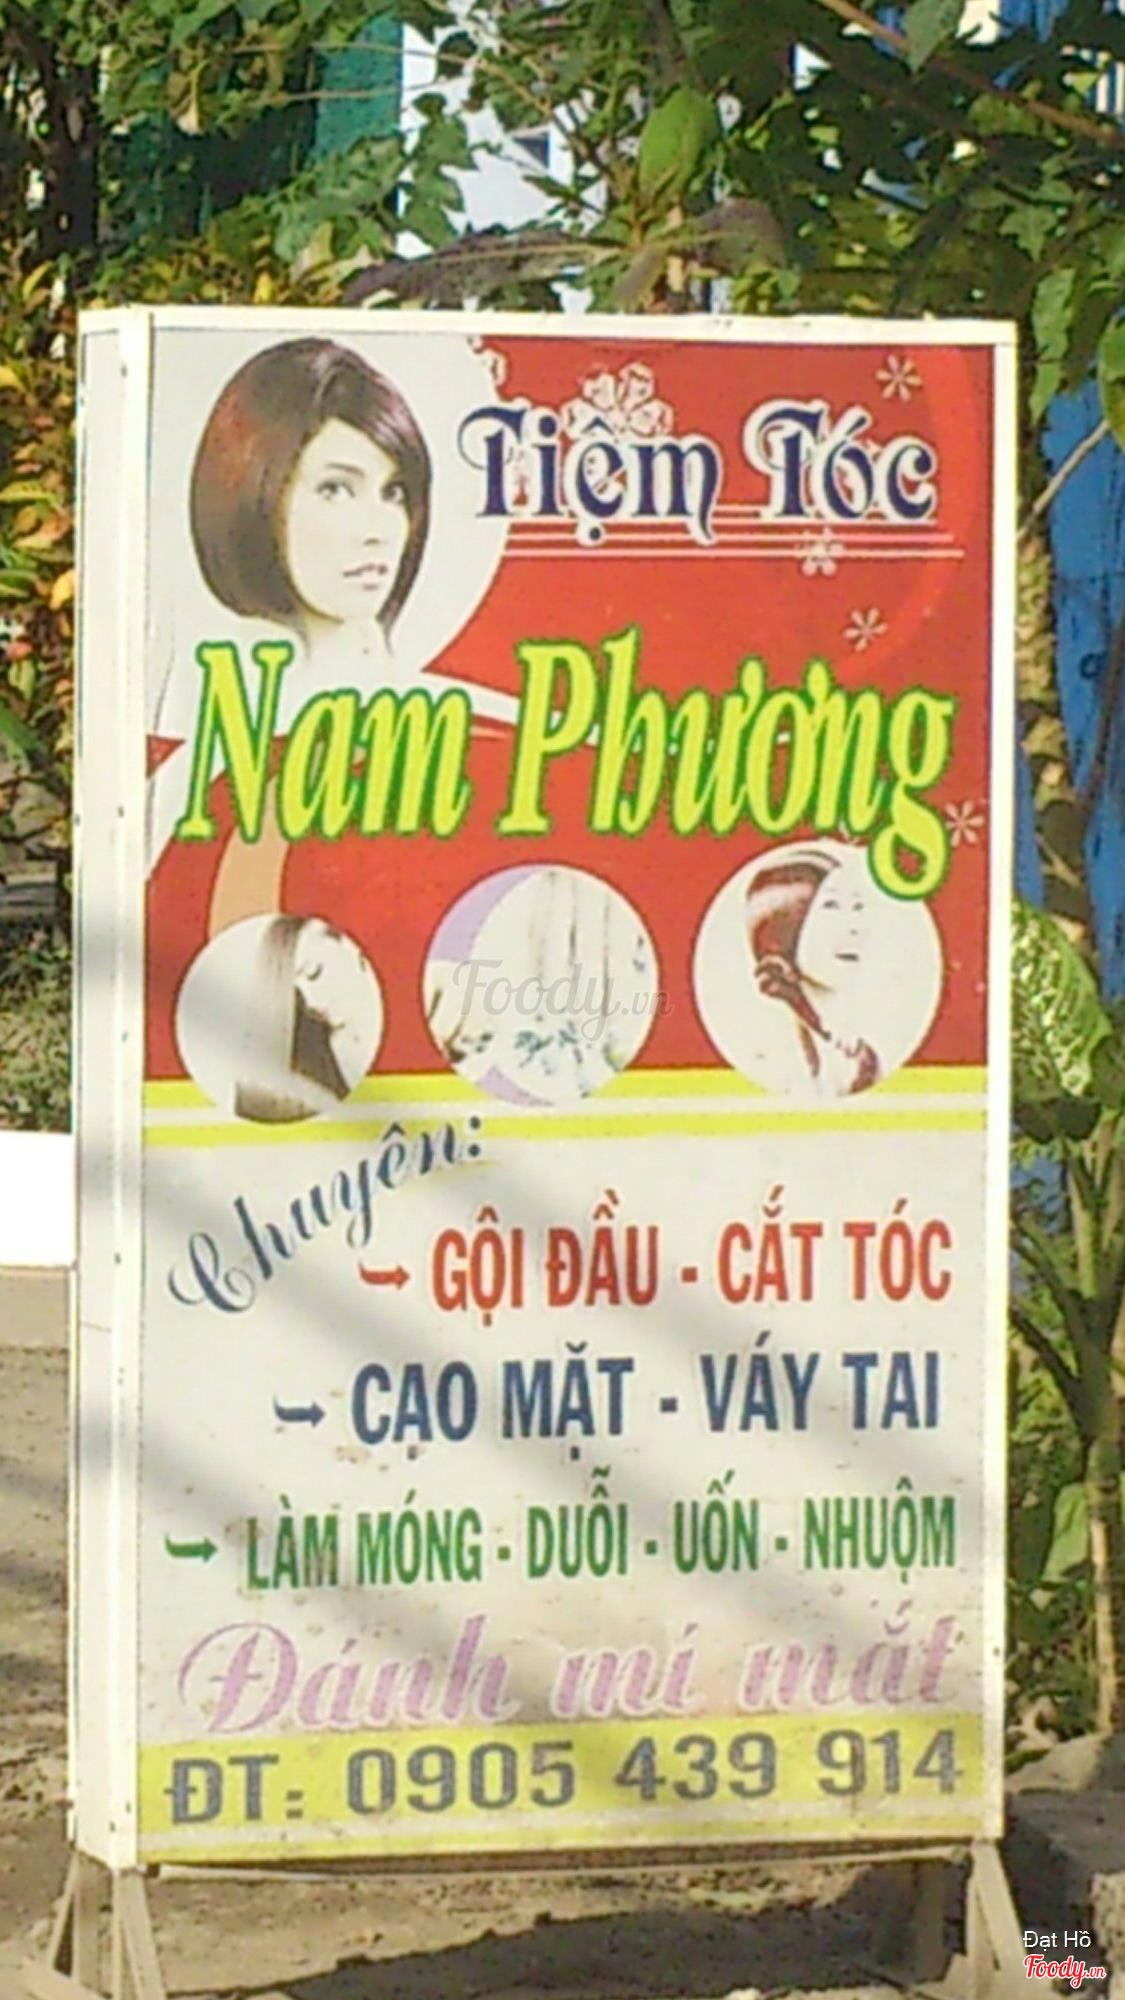 Tiệm Tóc
Nam Phương
Foody.vn
Chuyên:
GỘI ĐẦU - CẮT TÓC
CẠO MẶT - VÁY TAI
LÀM MÓNG - DUỖI - UỐN - NHUỘM
Đánh mí mắt
ĐT: 0905 439 914
Đạt Hồ
Foody.vn